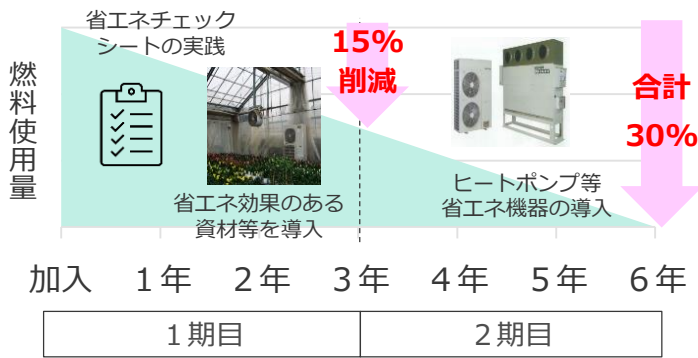 省エネチェック
シートの実践
15%
削減
合計
30%
燃料使用量
省エネ効果のある
資材等を導入
ヒートポンプ等
省エネ機器の導入
加入 1年 2年 3年 4年 5年 6年
1期目 2期目